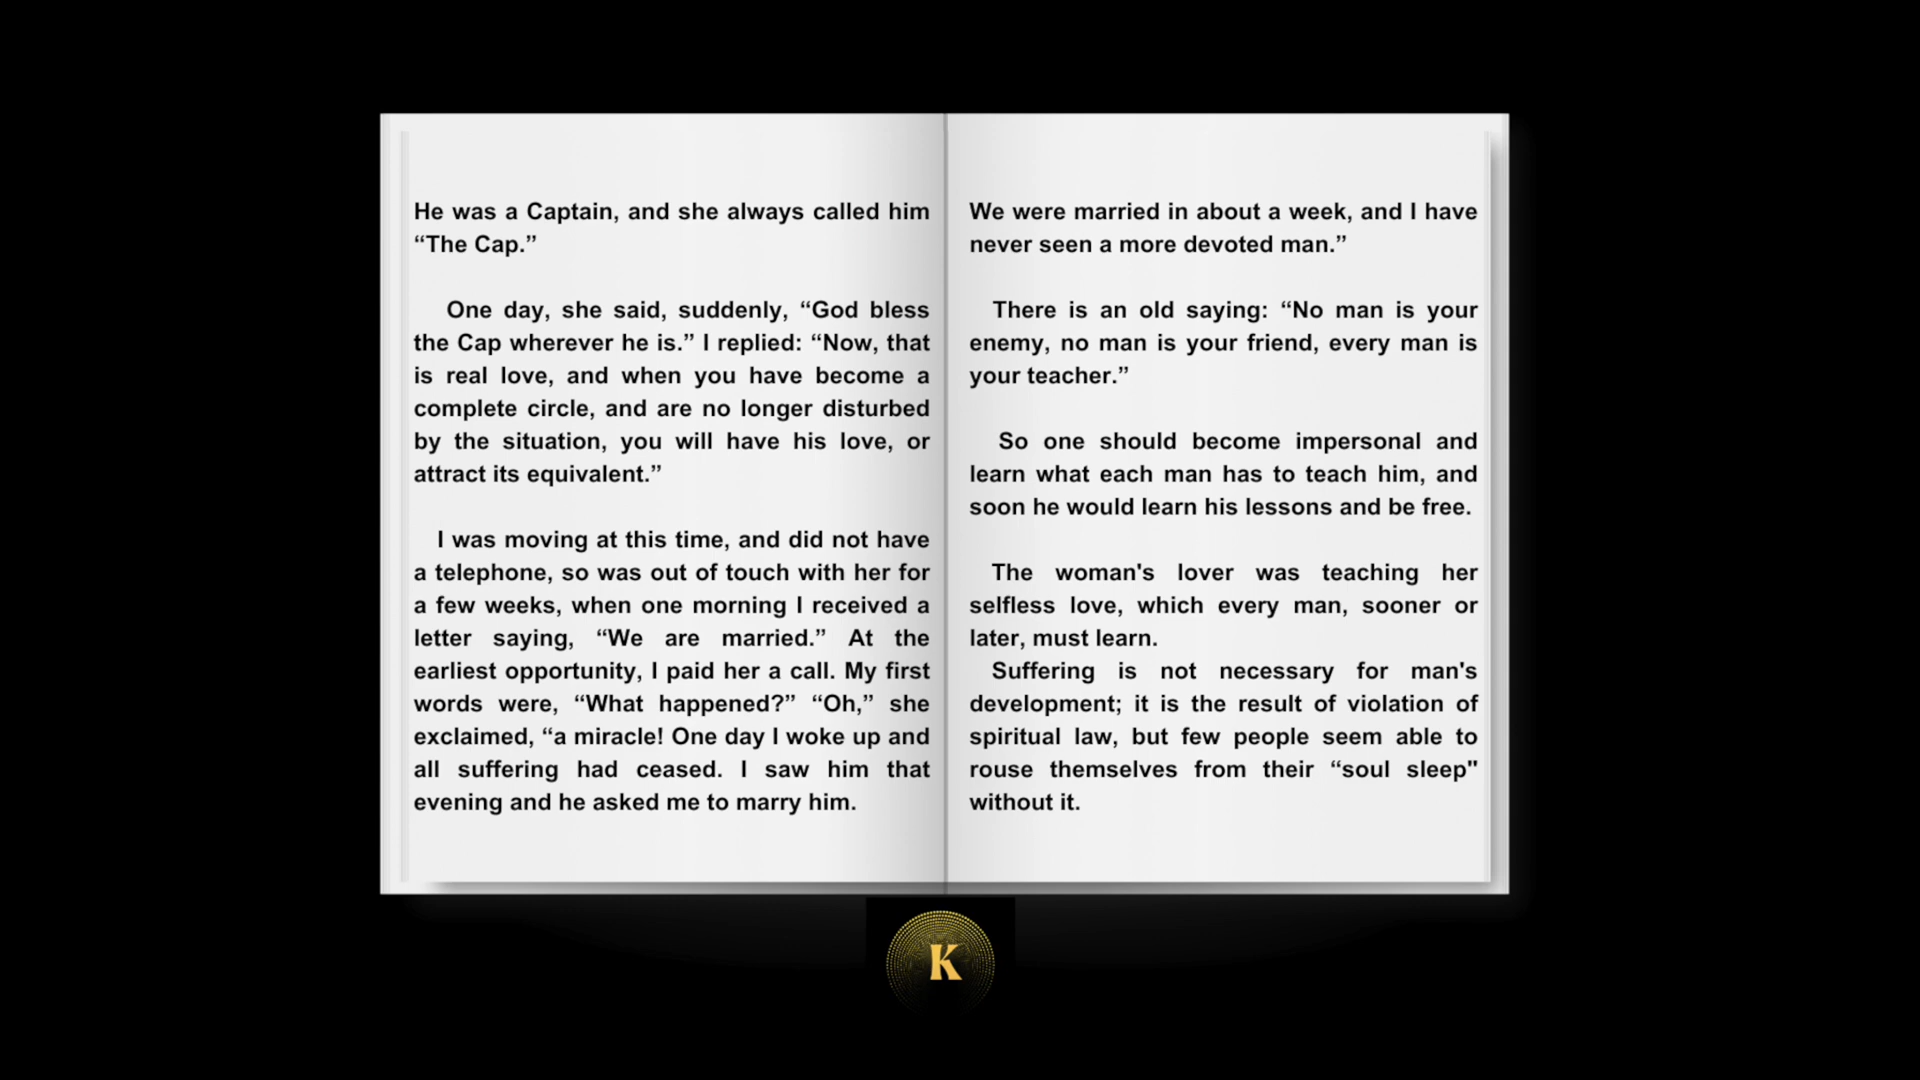 He was a Captain, and she always called him
“The Cap.”
One day, she said, suddenly, “God bless
the Cap wherever he is.” I replied: “Now, that
is real love, and when you have become a
complete circle, and are no longer disturbed
by the situation, you will have his love, or
attract its equivalent.”
I was moving at this time, and did not have
a telephone, so was out of touch with her for
a few weeks, when one morning I received a
letter saying, “We are married.” At the
earliest opportunity, I paid her a call. My first
words were, “What happened?” “Oh,” she
exclaimed, “a miracle! One day I woke up and
all suffering had ceased. I saw him that
evening and he asked me to marry him.
We were married in about a week, and I have
never seen a more devoted man.”
There is an old saying: “No man is your
enemy, no man is your friend, every man is
your teacher.”
So one should become impersonal and
learn what each man has to teach him, and
soon he would learn his lessons and be free.
The woman's lover was teaching her
selfless love, which every man, sooner or
later, must learn.
Suffering is not necessary for man's
development; it is the result of violation of
spiritual law, but few people seem able to
rouse themselves from their “soul sleep"
without it.
K